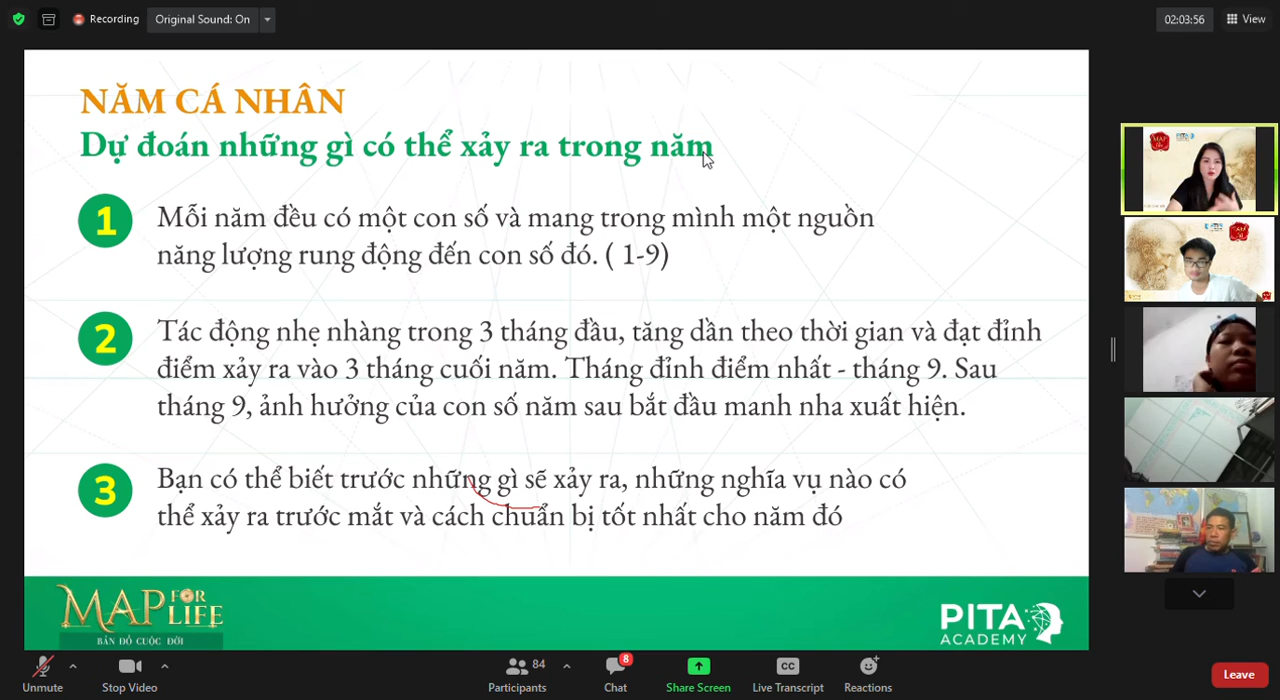 Recording
Original Sound: On
02:03:56
View
NĂM CÁ NHÂN
Dự đoán những gì có thể xảy ra trong năm
1
Mỗi năm đều có một con số và mang trong mình một nguồn
năng lượng rung động đến con số đó. ( 1-9)
2
Tác động nhẹ nhàng trong 3 tháng đầu, tăng dần theo thời gian và đạt đỉnh
điểm xảy ra vào 3 tháng cuối năm. Tháng đỉnh điểm nhất - tháng 9. Sau
tháng 9, ảnh hưởng của con số năm sau bắt đầu manh nha xuất hiện.
3
Bạn có thể biết trước những gì sẽ xảy ra, những nghĩa vụ nào có
thể xảy ra trước mắt và cách chuẩn bị tốt nhất cho năm đó
MAP FOR LIFE
BẢN ĐỒ CUỘC ĐỜI
PITA
ACADEMY
Unmute
Stop Video
84
Participants
8
Chat
Share Screen
CC
Live Transcript
Reactions
Leave